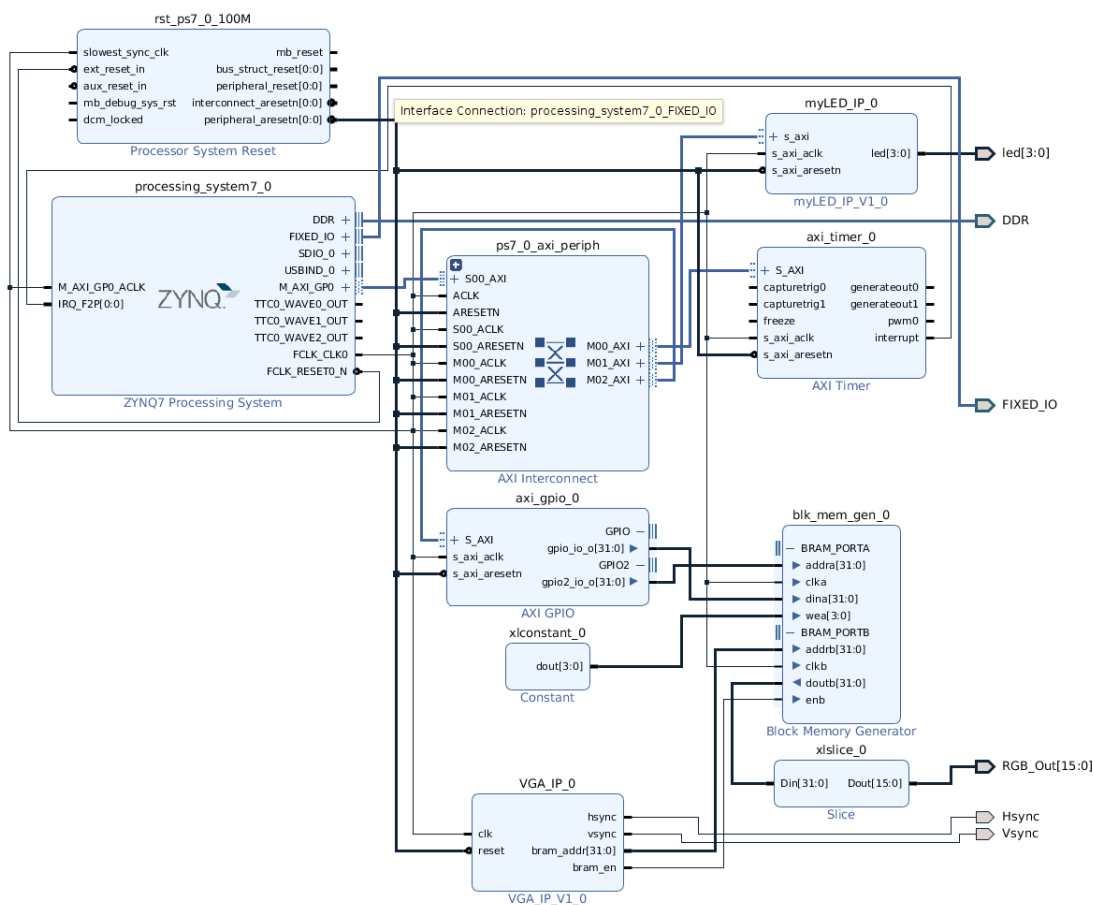 rst_ps7_0_100M
slowest_sync_clk
ext_reset_in
aux_reset_in
mb_debug_sys_rst
dcm_locked
mb_reset
bus_struct_reset[0:0]
peripheral_reset[0:0]
interconnect_aresetn[0:0]
peripheral_aresetn[0:0]
Processor System Reset
Interface Connection: processing_system7_0_FIXED_IO
myLED_IP_0
s_axi
s_axi_aclk
s_axi_aresetn
led[3:0]
myLED_IP_V1_0
led[3:0]
DDR
processing_system7_0
M_AXI_GP0_ACLK
IRQ_F2P[0:0]
ZYNQ
DDR
FIXED_IO
SDIO_0
USBIND_0
M_AXI_GP0
TTC0_WAVE0_OUT
TTC0_WAVE1_OUT
TTC0_WAVE2_OUT
FCLK_CLK0
FCLK_RESET0_N
ZYNQ7 Processing System
ps7_0_axi_periph
S00_AXI
ACLK
ARESETN
S00_ACLK
S00_ARESETN
M00_ACLK
M00_ARESETN
M01_ACLK
M01_ARESETN
M02_ACLK
M02_ARESETN
M00_AXI
M01_AXI
M02_AXI
AXI Interconnect
axi_timer_0
S_AXI
capturetrig0
capturetrig1
freeze
s_axi_aclk
s_axi_aresetn
generateout0
generateout1
pwm0
interrupt
AXI Timer
FIXED_IO
axi_gpio_0
S_AXI
s_axi_aclk
s_axi_aresetn
GPIO
gpio_io_o[31:0]
GPIO2
gpio2_io_o[31:0]
AXI GPIO
xlconstant_0
dout[3:0]
Constant
blk_mem_gen_0
BRAM_PORTA
addra[31:0]
clka
dina[31:0]
wea[3:0]
BRAM_PORTB
addrb[31:0]
clkb
doutb[31:0]
enb
Block Memory Generator
xlslice_0
Din[31:0]
Dout[15:0]
Slice
RGB_Out[15:0]
VGA_IP_0
clk
reset
hsync
vsync
bram_addr[31:0]
bram_en
VGA_IP_V1_0
Hsync
Vsync